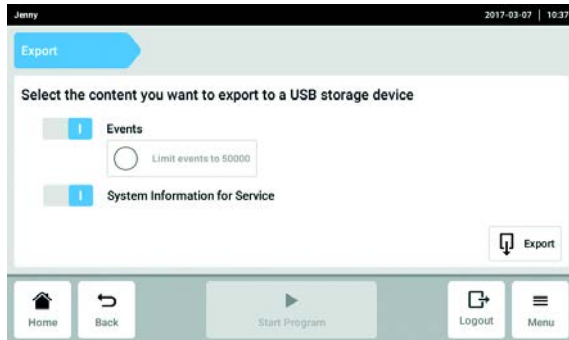 Jenny 2017-03-07 | 10:37
Export
Select the content you want to export to a USB storage device
Events
Limit events to 50000
System Information for Service
Export
Home Back Start Program Logout Menu